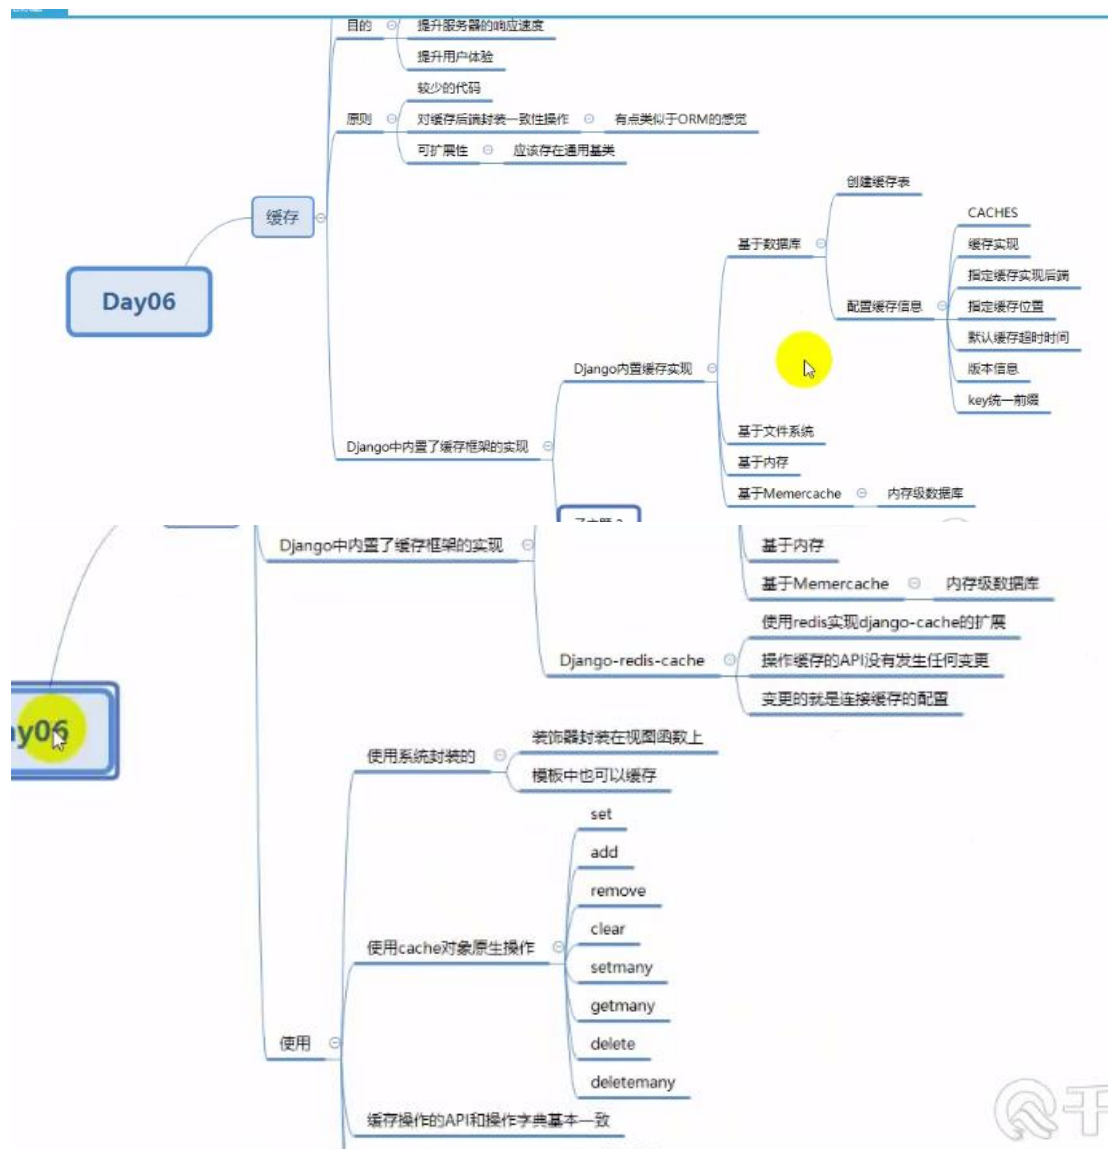 目的
提升服务器的响应速度
提升用户体验
较少的代码
原则
对缓存后端封装一致性操作
有点类似于ORM的感觉
可扩展性
应该存在通用基类
缓存
Day06
创建缓存表
CACHES
基于数据库
缓存实现
指定缓存实现后端
配置缓存信息
指定缓存位置
默认缓存超时时间
Django内置缓存实现
版本信息
key统一前缀
基于文件系统
Django中内置了缓存框架的实现
基于内存
基于Memercache
内存级数据库
Django中内置了缓存框架的实现
基于内存
基于Memercache
内存级数据库
使用redis实现django-cache的扩展
Django-redis-cache
操作缓存的API没有发生任何变更
变更的就是连接缓存的配置
ay06
装饰器封装在视图函数上
使用系统封装的
模板中也可以缓存
set
add
remove
clear
使用cache对象原生操作
setmany
getmany
使用
delete
deletemany
缓存操作的API和操作字典基本一致
千